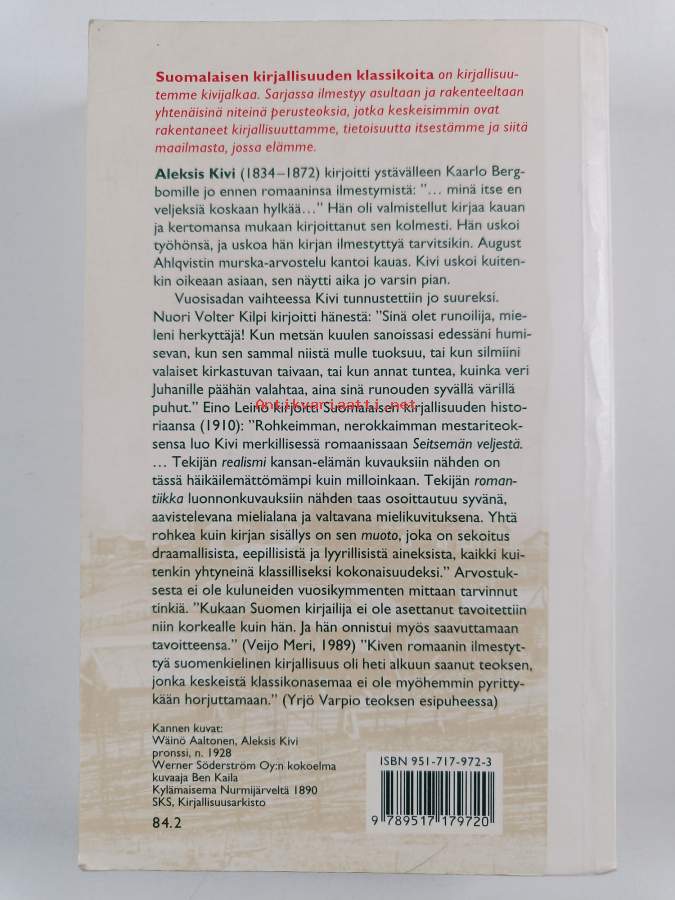 Suomalaisen kirjallisuuden klassikoita on kirjallisuu-
temme kivijalkaa. Sarjassa ilmestyy asultaan ja rakenteeltaan
yhtenäisinä niteinä perusteoksia, jotka keskeisimmin ovat
rakentaneet kirjallisuuttamme, tietoisuutta itsestämme ja siitä
maailmasta, jossa elämme.
Aleksis Kivi (1834–1872) kirjoitti ystävälleen Kaarlo Berg-
bomille jo ennen romaaninsa ilmestymistä: ”… minä itse en
veljeksiä koskaan hylkää…” Hän oli valmistellut kirjaa kauan
ja kertomansa mukaan kirjoittanut sen kolmesti. Hän uskoi
työhönsä, ja uskoa hän kirjan ilmestyttyä tarvitsikin. August
Ahlqvistin murska-arvostelu kantoi kauas. Kivi uskoi kuiten-
kin oikeaan asiaan, sen näytti aika jo varsin pian.
Vuosisadan vaihteessa Kivi tunnustettiin jo suureksi.
Nuori Volter Kilpi kirjoitti hänestä: ”Sinä olet runoilija, mie-
leni herkyttäjä! Kun metsän kuulen sanoissasi edessäni humi-
sevan, kun sen sammal niistä mulle tuoksuu, tai kun silmiini
valaiset kirkastuvan taivaan, tai kun annat tuntea, kuinka veri
Juhanille päähän valahtaa, aina sinä runouden syvällä värillä
puhut.” Eino Leino kirjoitti Suomalaisen kirjallisuuden histo-
Antikvariaatti.net
riaansa (1910): ”Rohkeimman, nerokkaimman mestariteok-
sensa luo Kivi merkillisessä romaanissaan Seitsemän veljestä.
… Tekijän realismi kansan-elämän kuvauksiin nähden on
tässä häikäilemättömämpi kuin milloinkaan. Tekijän roman-
tiikka luonnonkuvauksiin nähden taas osoittautuu syvänä,
aavistelevana mielialana ja valtavana mielikuvituksena. Yhtä
rohkea kuin kirjan sisällys on sen muoto, joka on sekoitus
draamallisista, eepillisistä ja lyyrillisistä aineksista, kaikki kui-
tenkin yhtyneinä klassilliseksi kokonaisuudeksi.” Arvostuk-
sesta ei ole kuluneiden vuosikymmenten mittaan tarvinnut
tinkiä. ”Kukaan Suomen kirjailija ei ole asettanut tavoitettiin
niin korkealle kuin hän. Ja hän onnistui myös saavuttamaan
tavoitteensa.” (Veijo Meri, 1989) ”Kiven romaanin ilmestyt-
tyä suomenkielinen kirjallisuus oli heti alkuun saanut teoksen,
jonka keskeistä klassikonasemaa ei ole myöhemmin pyritty-
kään horjuttamaan.” (Yrjö Varpio teoksen esipuheessa)
Kannen kuvat:
Wäinö Aaltonen, Aleksis Kivi
pronssi, n. 1928
Werner Söderström Oy:n kokoelma
kuvaaja Ben Kaila
Kylämaisema Nurmijärveltä 1890
SKS, Kirjallisuusarkisto
84.2
ISBN 951-717-972-3
9 789517 179720